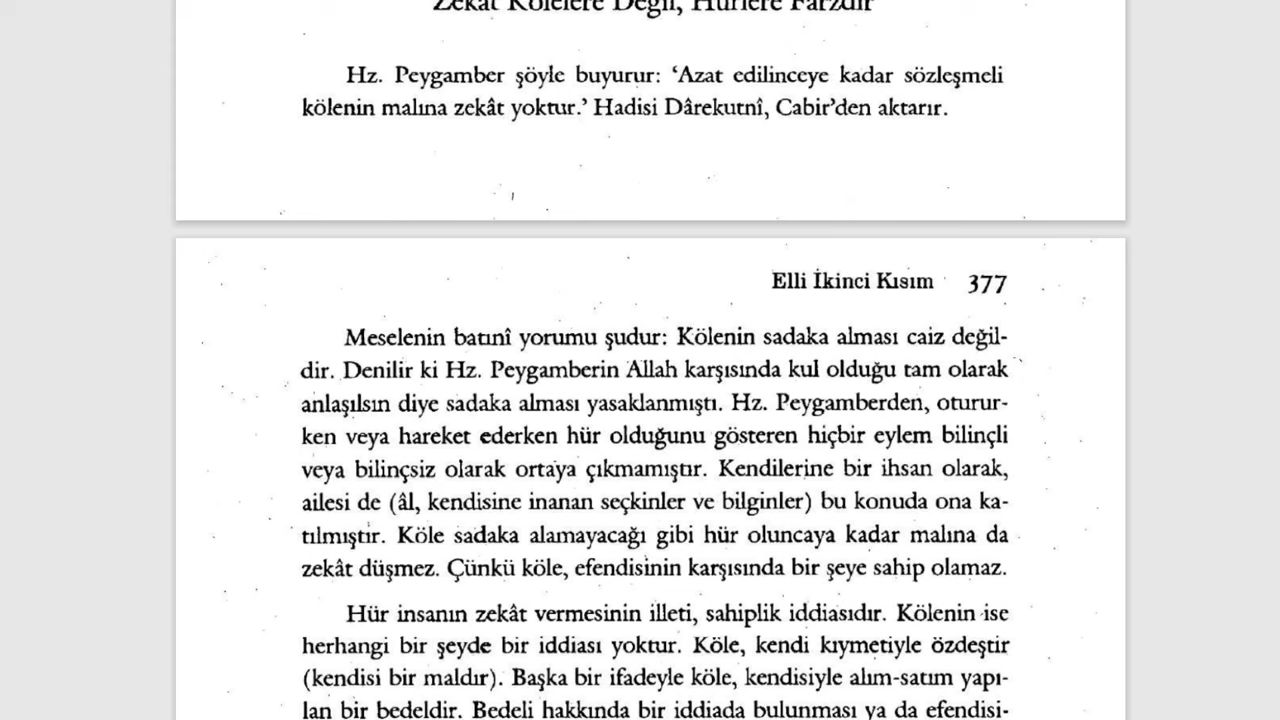 Zekât Kölelere Değil, Hürlere Farzdır
Hz. Peygamber şöyle buyurur: ‘Azat edilinceye kadar sözleşmeli
kölenin malına zekât yoktur.’ Hadisi Dârekutnî, Cabir’den aktarır.
Elli İkinci Kısım 377
Meselenin batınî yorumu şudur: Kölenin sadaka alması caiz değil-
dir. Denilir ki Hz. Peygamberin Allah karşısında kul olduğu tam olarak
anlaşılsın diye sadaka alması yasaklanmıştı. Hz. Peygamberden, oturur-
ken veya hareket ederken hür olduğunu gösteren hiçbir eylem bilinçli
veya bilinçsiz olarak ortaya çıkmamıştır. Kendilerine bir ihsan olarak,
ailesi de (âl, kendisine inanan seçkinler ve bilginler) bu konuda ona ka-
tılmıştır. Köle sadaka alamayacağı gibi hür oluncaya kadar malına da
zekât düşmez. Çünkü köle, efendisinin karşısında bir şeye sahip olamaz.
Hür insanın zekât vermesinin illeti, sahiplik iddiasıdır. Kölenin ise
herhangi bir şeyde bir iddiası yoktur. Köle, kendi kıymetiyle özdeştir
(kendisi bir maldır). Başka bir ifadeyle köle, kendisiyle alım-satım yapı-
lan bir bedeldir. Bedeli hakkında bir iddiada bulunması ya da efendisi-